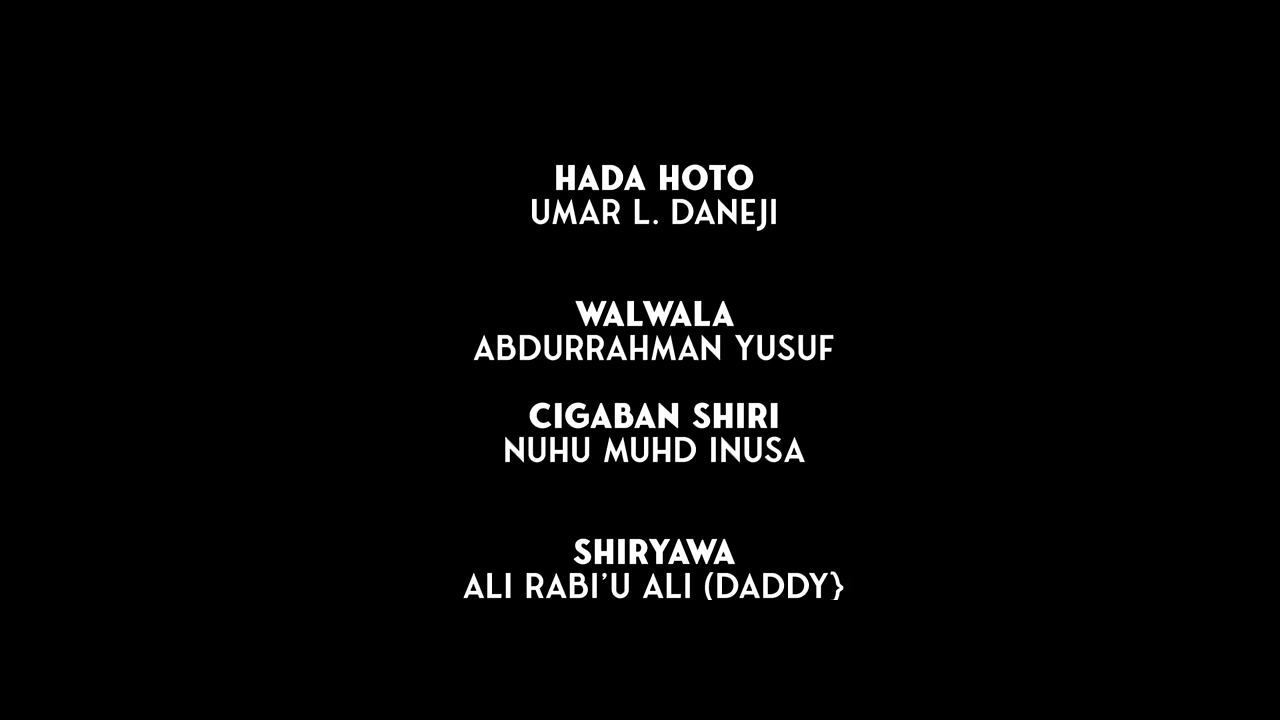 HADA HOTO
UMAR L. DANEJI
WALWALA
ABDURRAHMAN YUSUF
CIGABAN SHIRI
NUHU MUHD INUSA
SHIRYAWA
ALI RABI'U ALI (DADDY}